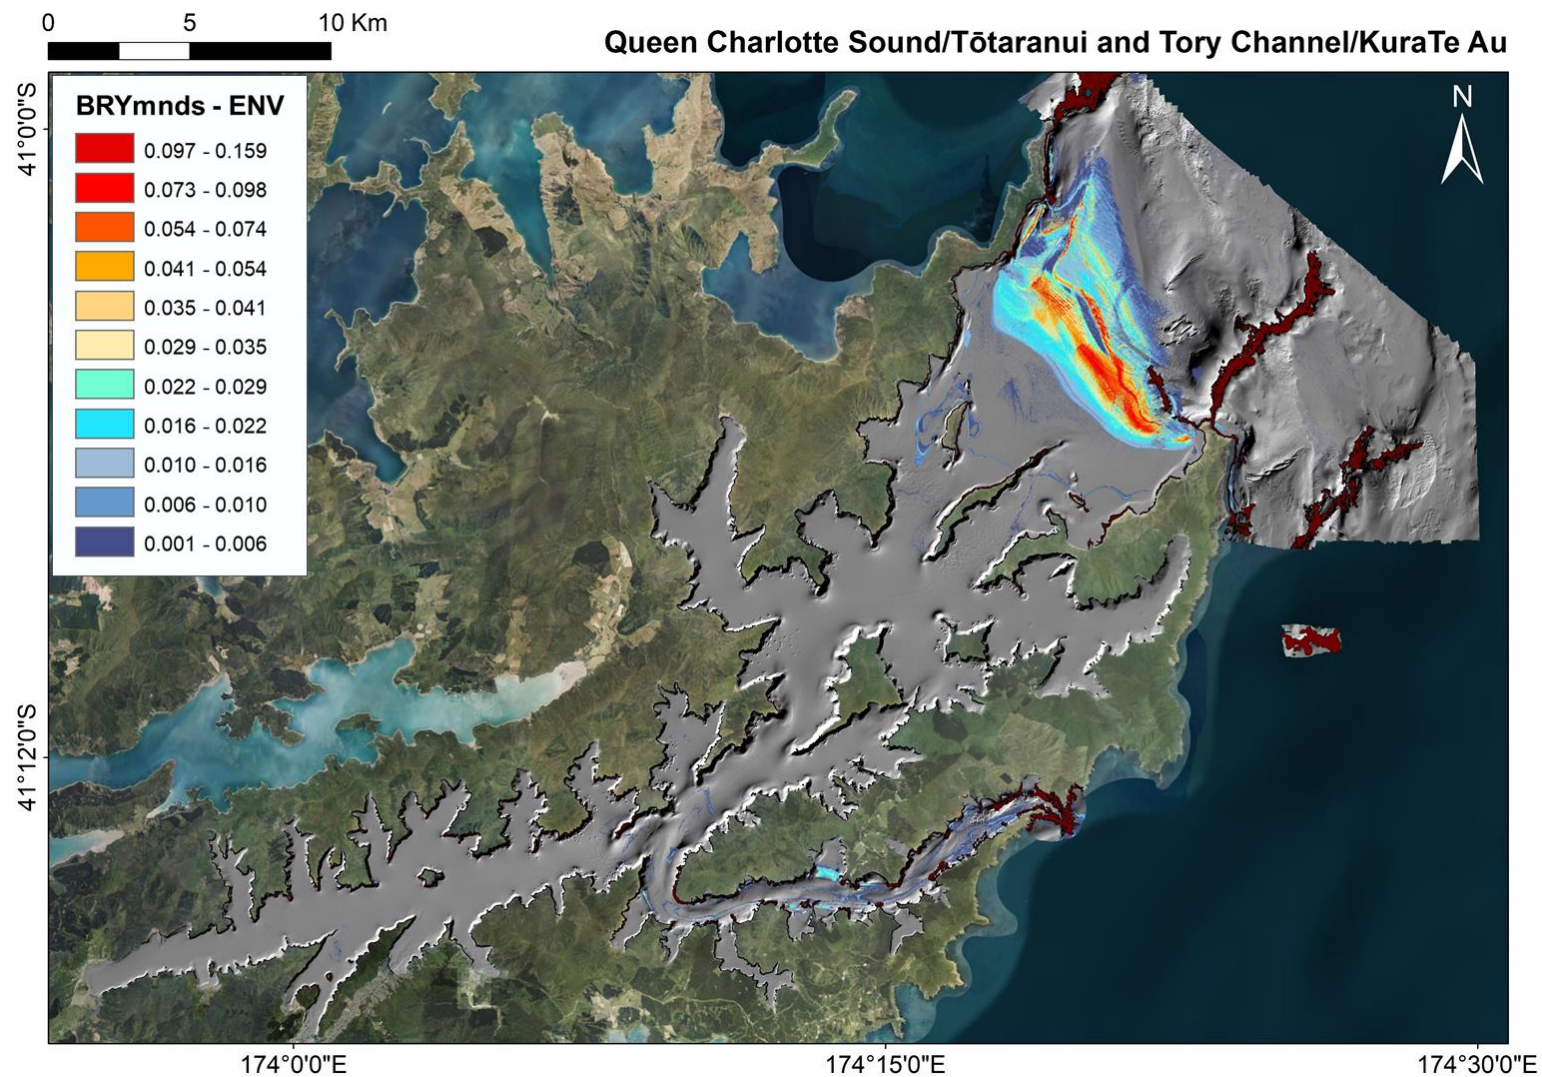 0 5 10 Km
Queen Charlotte Sound/Tōtaranui and Tory Channel/KuraTe Au
BRYmnds - ENV
0.097 - 0.159
0.073 - 0.098
0.054 - 0.074
0.041 - 0.054
0.035 - 0.041
0.029 - 0.035
0.022 - 0.029
0.016 - 0.022
0.010 - 0.016
0.006 - 0.010
0.001 - 0.006
N
41°0'0"S
41°12'0"S
174°0'0"E 174°15'0"E 174°30'0"E